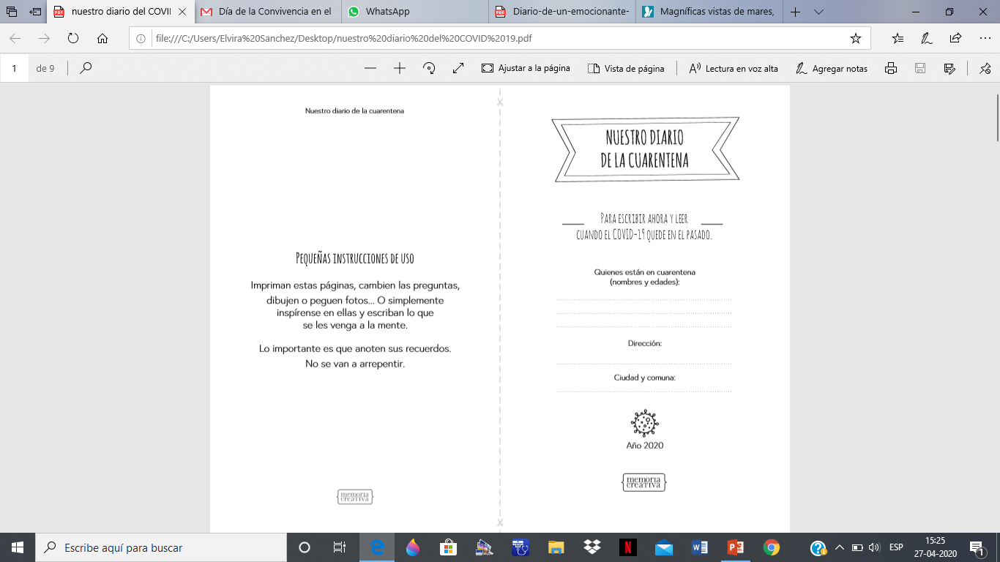 nuestro diario del COVI
Día de la Convivencia en el
WhatsApp
Diario-de-un-emocionante-
Magníficas vistas de mares,
file:///C:/Users/Elvira%20Sanchez/Desktop/nuestro%20diario%20del%20COVID%2019.pdf
1 de 9
Ajustar a la página
Vista de página
Lectura en voz alta
Agregar notas
Nuestro diario de la cuarentena
Pequeñas instrucciones de uso
Impriman estas páginas, cambien las preguntas,
dibujen o peguen fotos... O simplemente
inspírense en ellas y escriban lo que
se les venga a la mente.
Lo importante es que anoten sus recuerdos.
No se van a arrepentir.
memoria
creativa
NUESTRO DIARIO
DE LA CUARENTENA
Para escribir ahora y leer
cuando el COVID-19 quede en el pasado.
Quienes están en cuarentena
(nombres y edades):
Dirección:
Ciudad y comuna:
Año 2020
memoria
creativa
Escribe aquí para buscar
ESP
15:25
27-04-2020
1